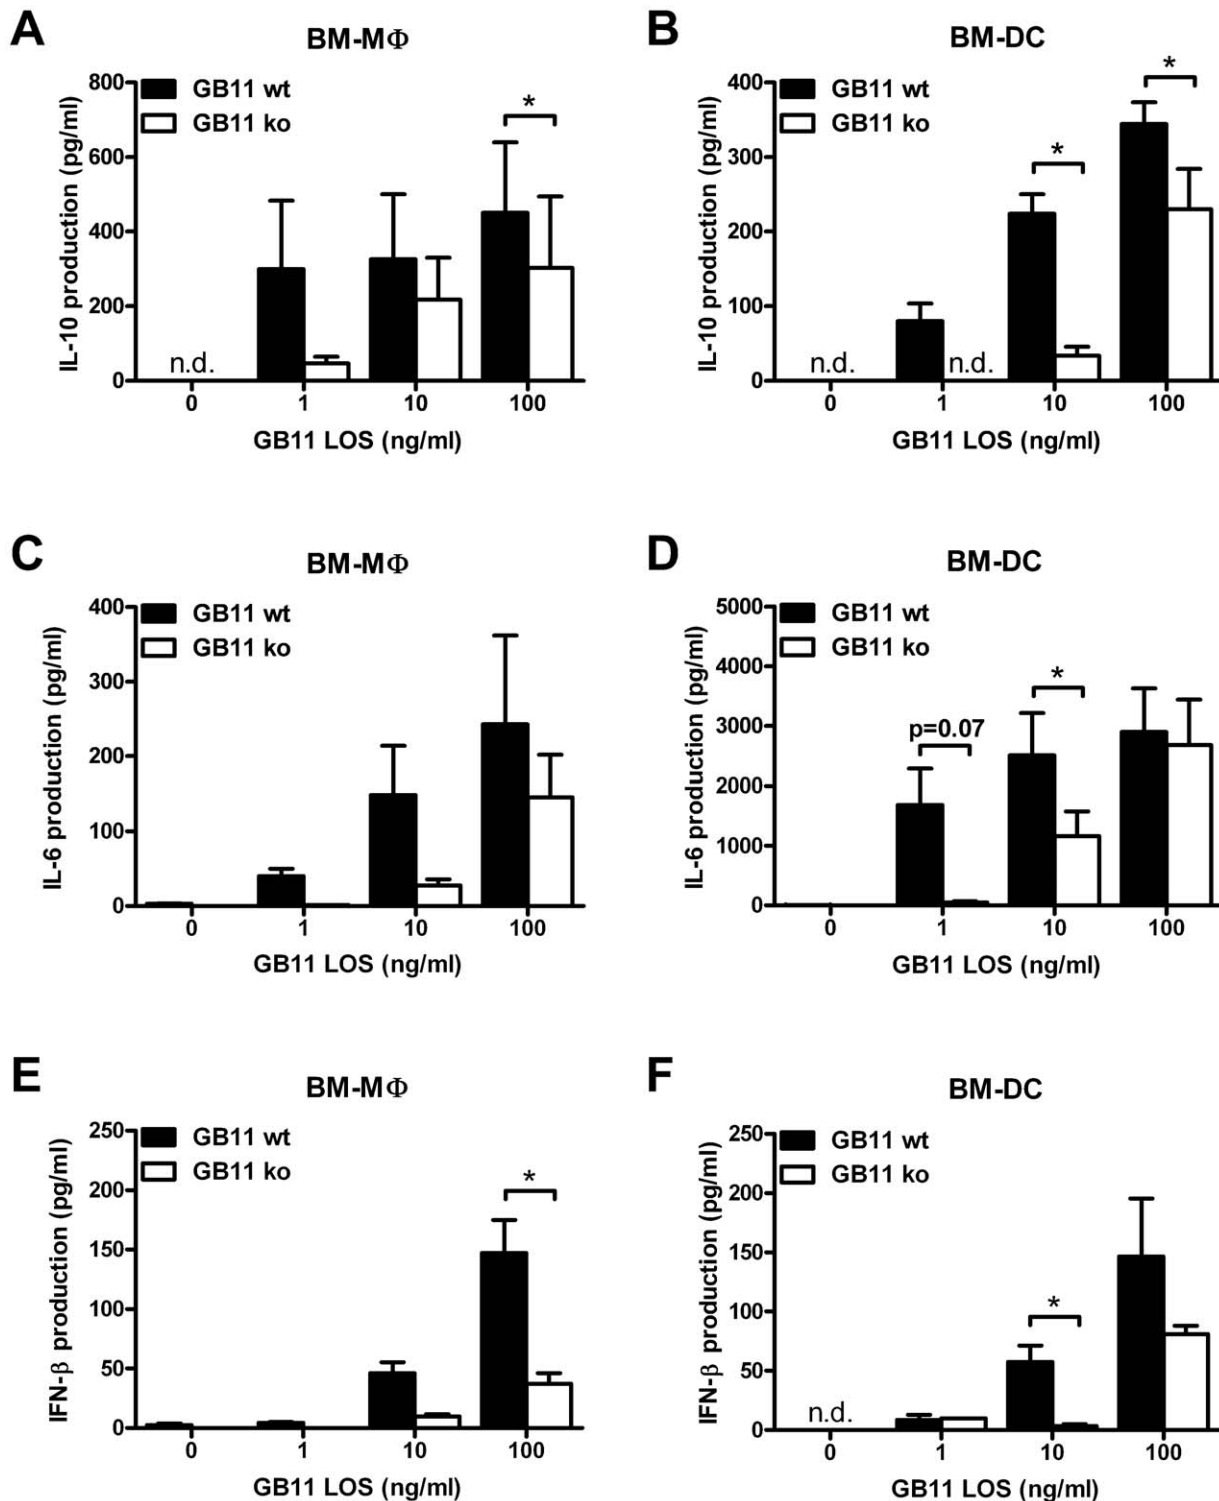 A
BM-MΦ
IL-10 production (pg/ml)
800
600
400
200
0
GB11 wt
GB11 ko
*
n.d.
0 1 10 100
GB11 LOS (ng/ml)
B
BM-DC
IL-10 production (pg/ml)
400
300
200
100
0
GB11 wt
GB11 ko
*
*
n.d.
n.d.
0 1 10 100
GB11 LOS (ng/ml)
C
BM-MΦ
IL-6 production (pg/ml)
400
300
200
100
0
GB11 wt
GB11 ko
0 1 10 100
GB11 LOS (ng/ml)
D
BM-DC
IL-6 production (pg/ml)
5000
4000
3000
2000
1000
0
GB11 wt
GB11 ko
p=0.07
*
0 1 10 100
GB11 LOS (ng/ml)
E
BM-MΦ
IFN-β production (pg/ml)
250
200
150
100
50
0
GB11 wt
GB11 ko
*
0 1 10 100
GB11 LOS (ng/ml)
F
BM-DC
IFN-β production (pg/ml)
250
200
150
100
50
0
GB11 wt
GB11 ko
*
n.d.
0 1 10 100
GB11 LOS (ng/ml)